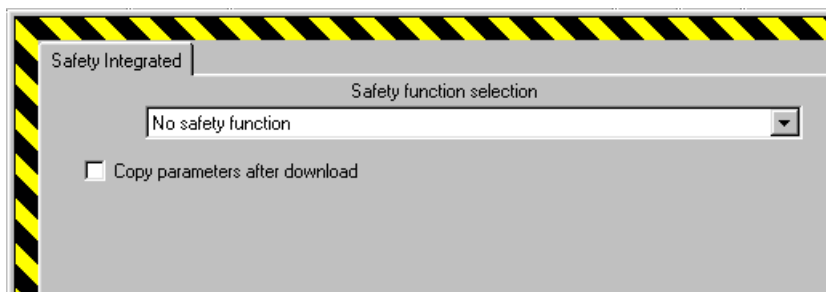 Safety Integrated
Safety function selection
No safety function
Copy parameters after download